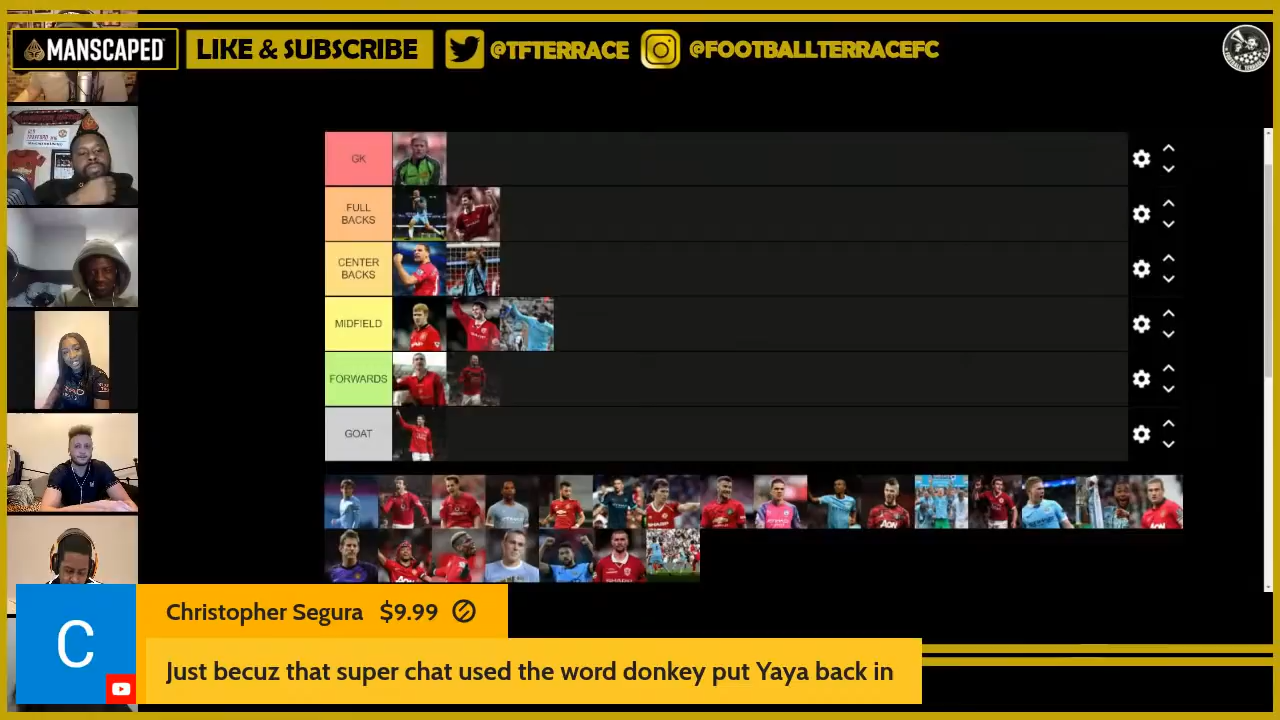 MANSCAPED
LIKE & SUBSCRIBE
@TFTERRACE
@FOOTBALLTERRACEFC
GK
FULL
BACKS
CENTER
BACKS
MIDFIELD
FORWARDS
GOAT
C
Christopher Segura $9.99
Just becuz that super chat used the word donkey put Yaya back in